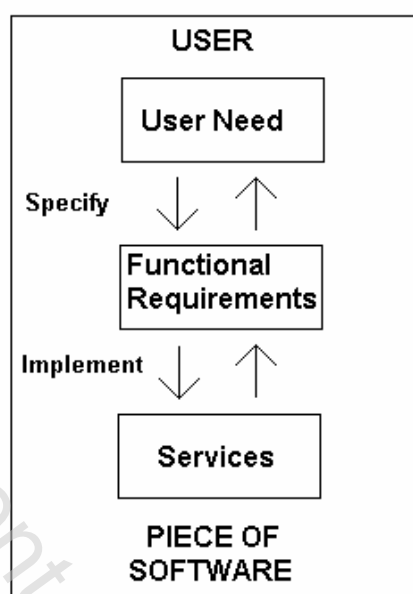 USER
User Need
Specify
Functional
Requirements
Implement
Services
PIECE OF
SOFTWARE